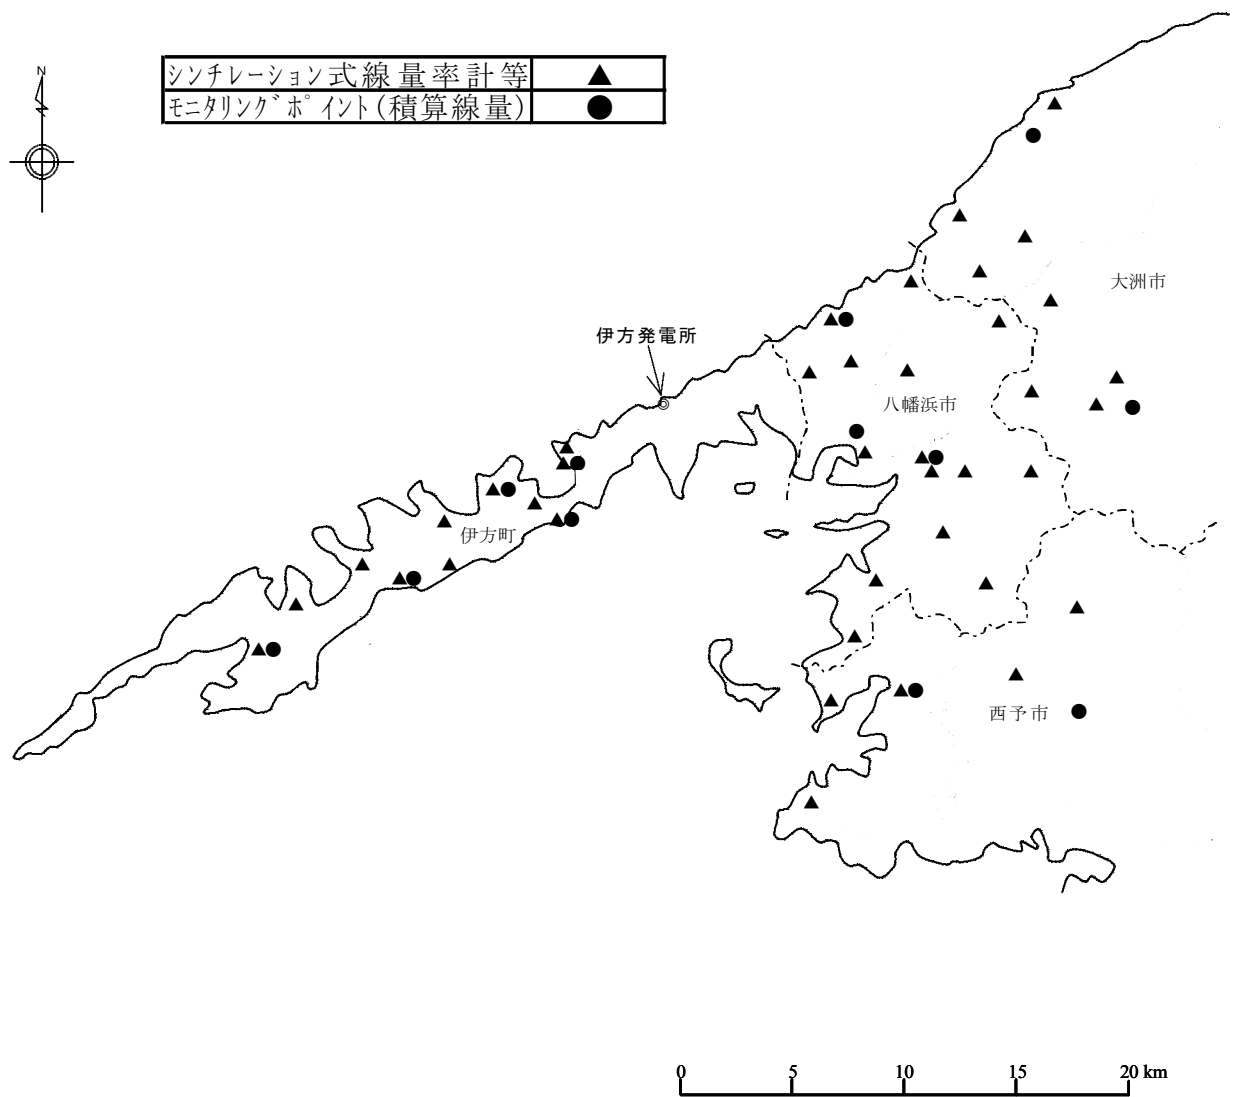 N
シンチレーション式線量率計等
モニタリングポイント(積算線量)
大洲市
伊方発電所
八幡浜市
伊方町
西予市
0 5 10 15 20 km